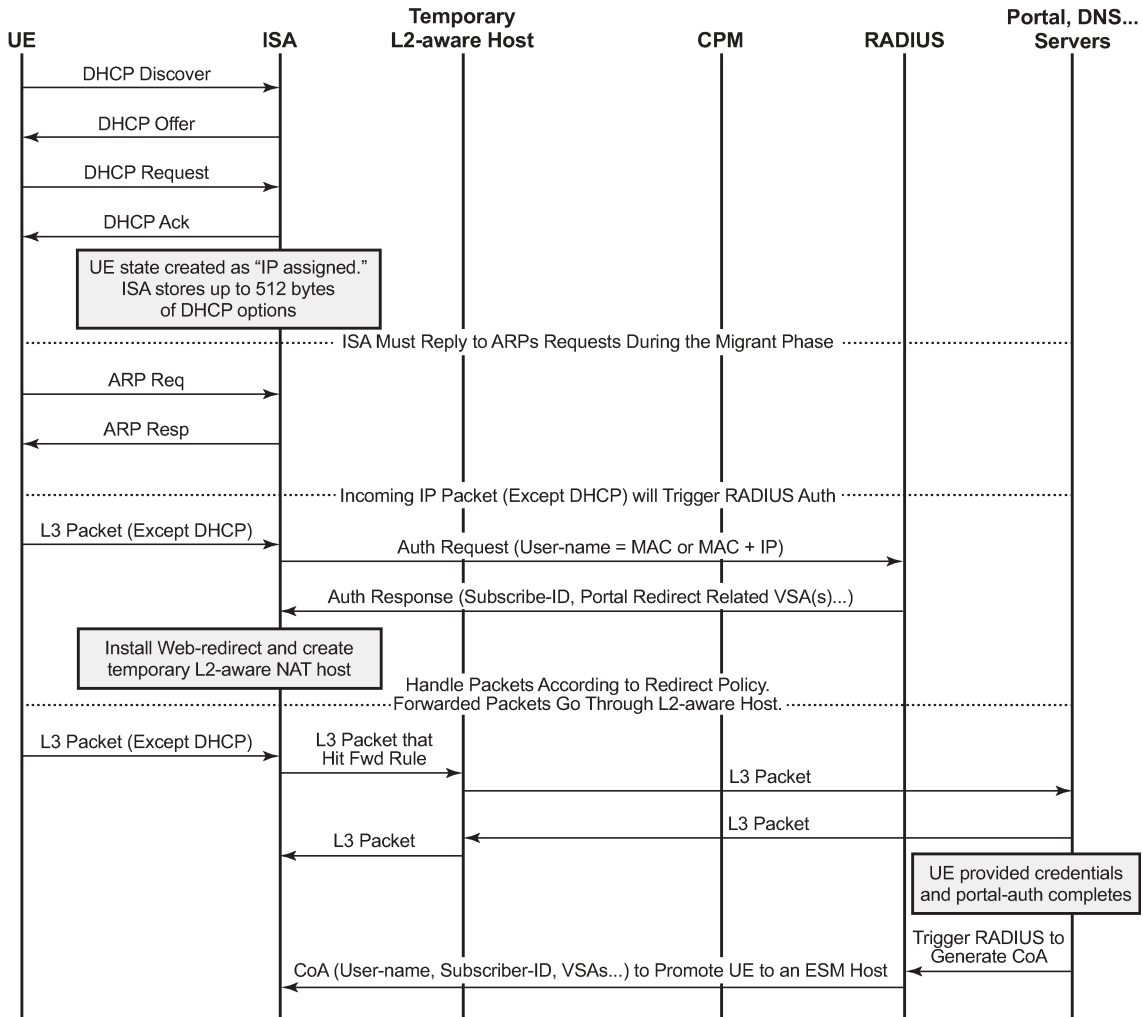 Temporary
Portal, DNS...
UE
ISA
L2-aware Host
CPM
RADIUS
Servers
DHCP Discover
DHCP Offer
DHCP Request
DHCP Ack
UE state created as “IP assigned.”
ISA stores up to 512 bytes
of DHCP options
ISA Must Reply to ARPs Requests During the Migrant Phase
ARP Req
ARP Resp
Incoming IP Packet (Except DHCP) will Trigger RADIUS Auth
L3 Packet (Except DHCP)
Auth Request (User-name = MAC or MAC + IP)
Auth Response (Subscribe-ID, Portal Redirect Related VSA(s)...)
Install Web-redirect and create
temporary L2-aware NAT host
Handle Packets According to Redirect Policy.
Forwarded Packets Go Through L2-aware Host.
L3 Packet (Except DHCP)
L3 Packet that
Hit Fwd Rule
L3 Packet
L3 Packet
L3 Packet
UE provided credentials
and portal-auth completes
Trigger RADIUS to
Generate CoA
CoA (User-name, Subscriber-ID, VSAs...) to Promote UE to an ESM Host